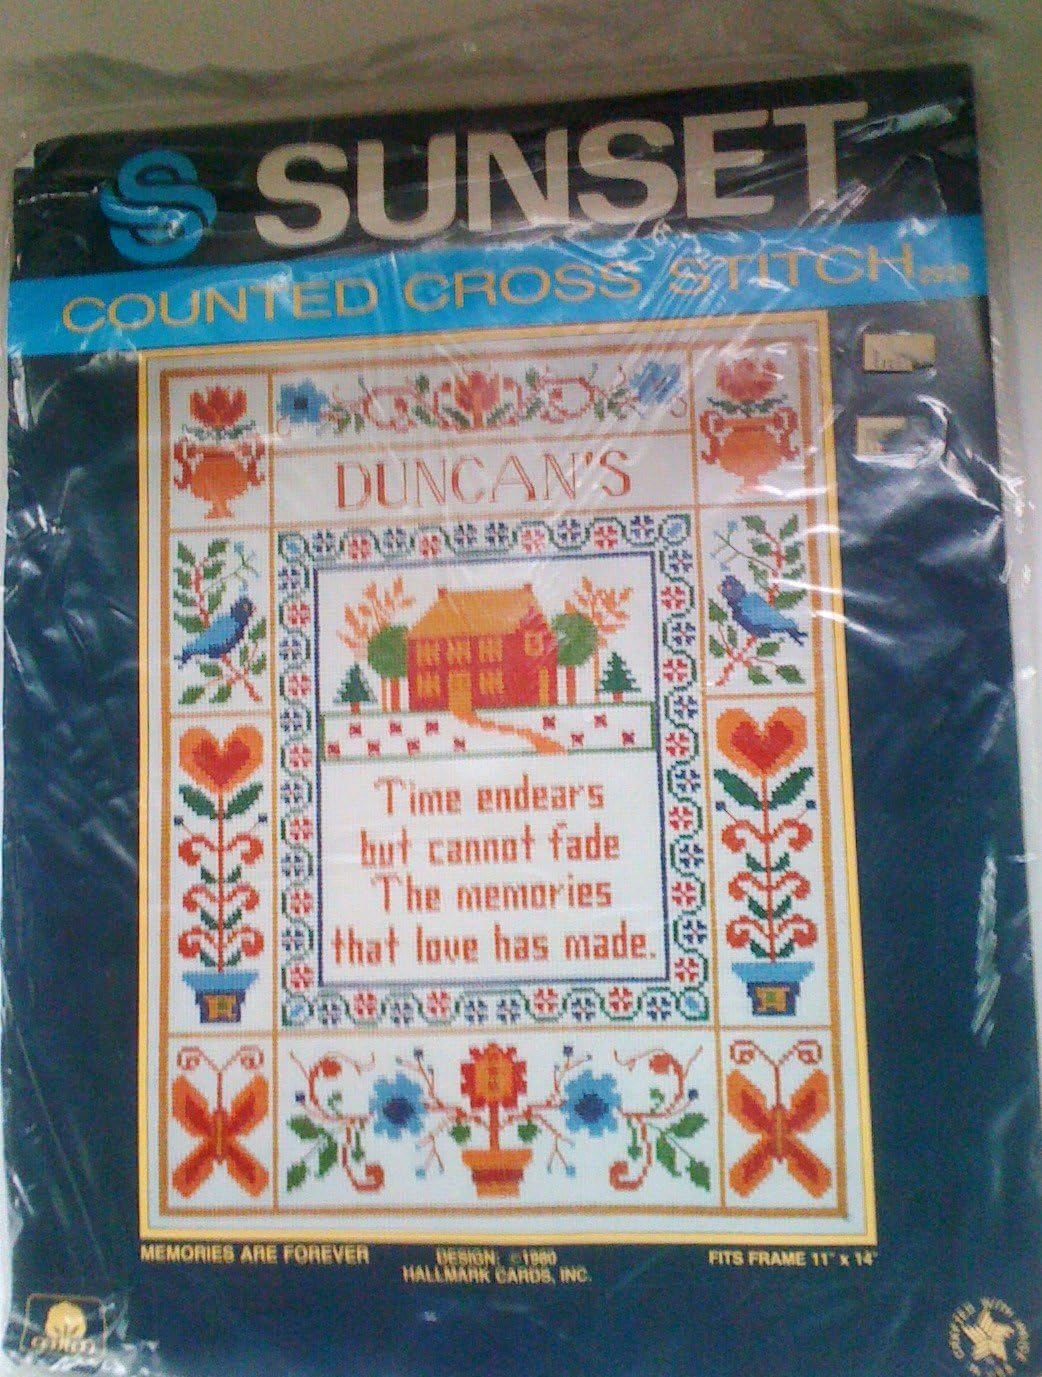 SUNSET
COUNTED CROSS STITCH
DUNCAN'S
Time endears
but cannot fade
The memories
that love has made.
MEMORIES ARE FOREVER
DESIGN: ©1980
HALLMARK CARDS, INC.
FITS FRAME 11" x 14"